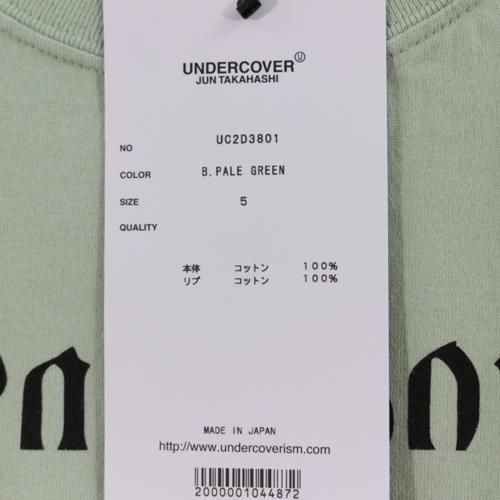 UNDERCOVER Ⓤ
JUN TAKAHASHI
NO UC2D3801
COLOR B.PALE GREEN
SIZE 5
QUALITY
本体 コットン 100%
リブ コットン 100%
MADE IN JAPAN
http://www.undercoverism.com
2000001044872